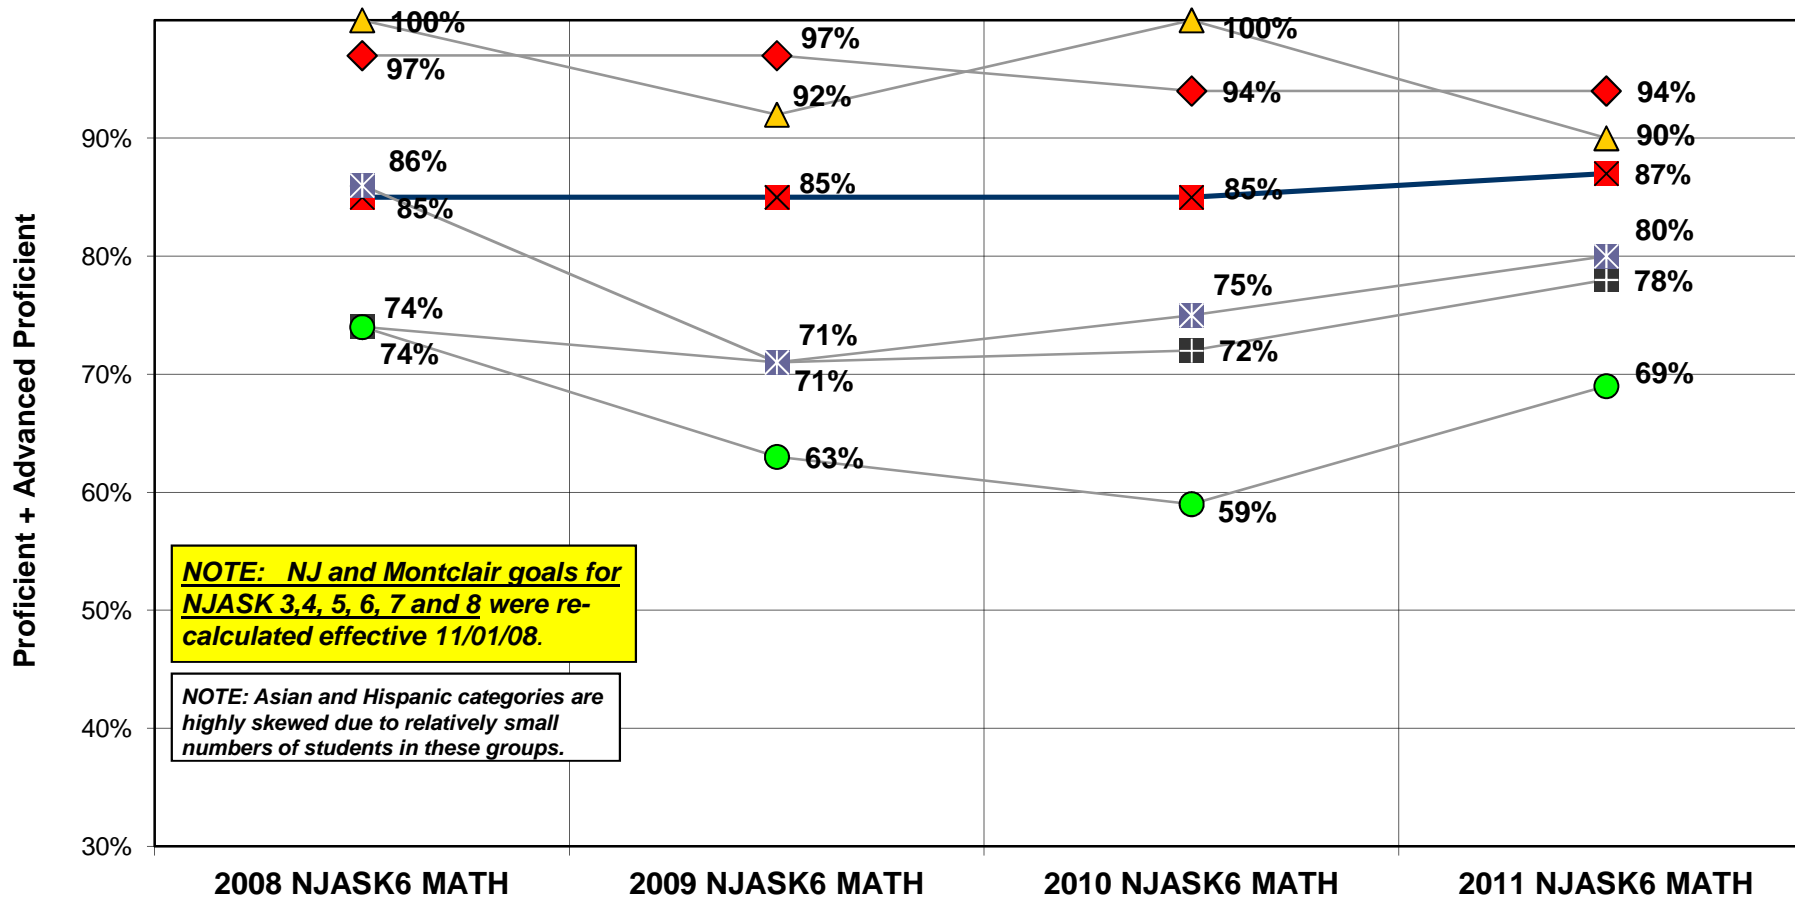 100%
97%
97%
92%
100%
94%
94%
90%
90%
86%
85%
85%
85%
87%
80%
80%
74%
74%
71%
71%
75%
72%
78%
70%
69%
63%
59%
60%
50%
40%
30%
Proficient + Advanced Proficient
NOTE: NJ and Montclair goals for
NJASK 3,4, 5, 6, 7 and 8 were re-
calculated effective 11/01/08.
NOTE: Asian and Hispanic categories are
highly skewed due to relatively small
numbers of students in these groups.
2008 NJASK6 MATH
2009 NJASK6 MATH
2010 NJASK6 MATH
2011 NJASK6 MATH